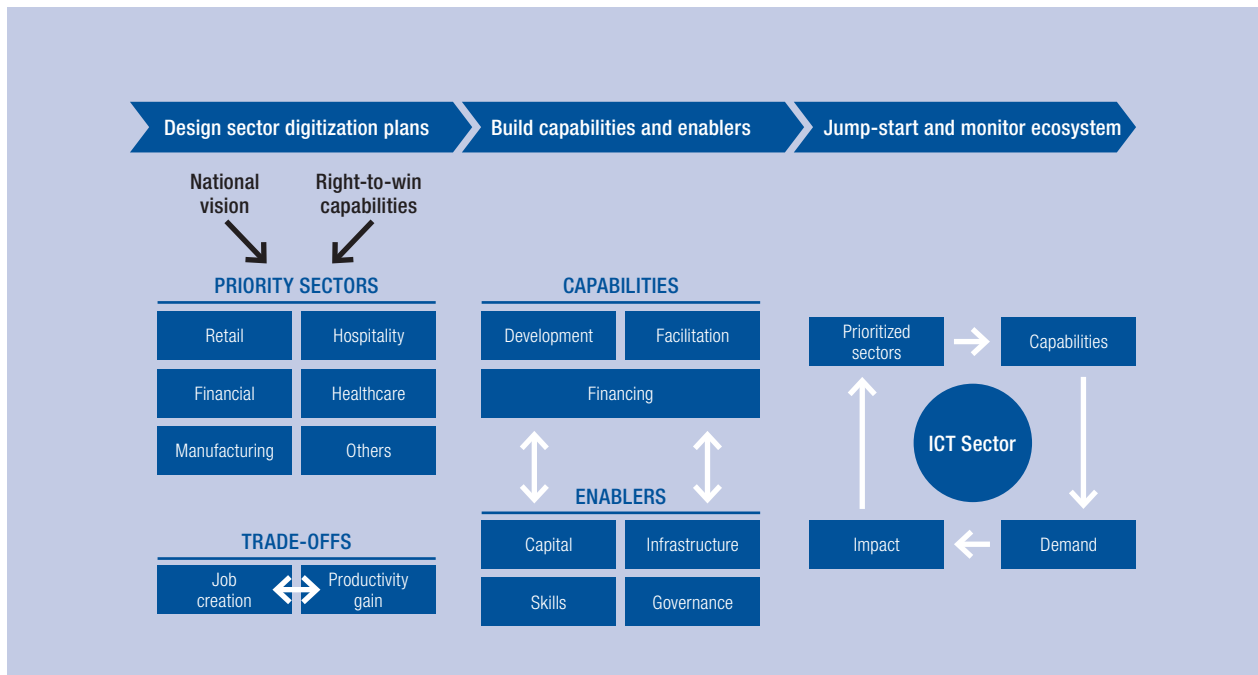 Design sector digitization plans
Build capabilities and enablers
Jump-start and monitor ecosystem
National
vision
Right-to-win
capabilities
PRIORITY SECTORS
Retail
Hospitality
Financial
Healthcare
Manufacturing
Others
TRADE-OFFS
Job
creation
Productivity
gain
CAPABILITIES
Development
Facilitation
Financing
ENABLERS
Capital
Infrastructure
Skills
Governance
Prioritized
sectors
Capabilities
ICT Sector
Impact
Demand